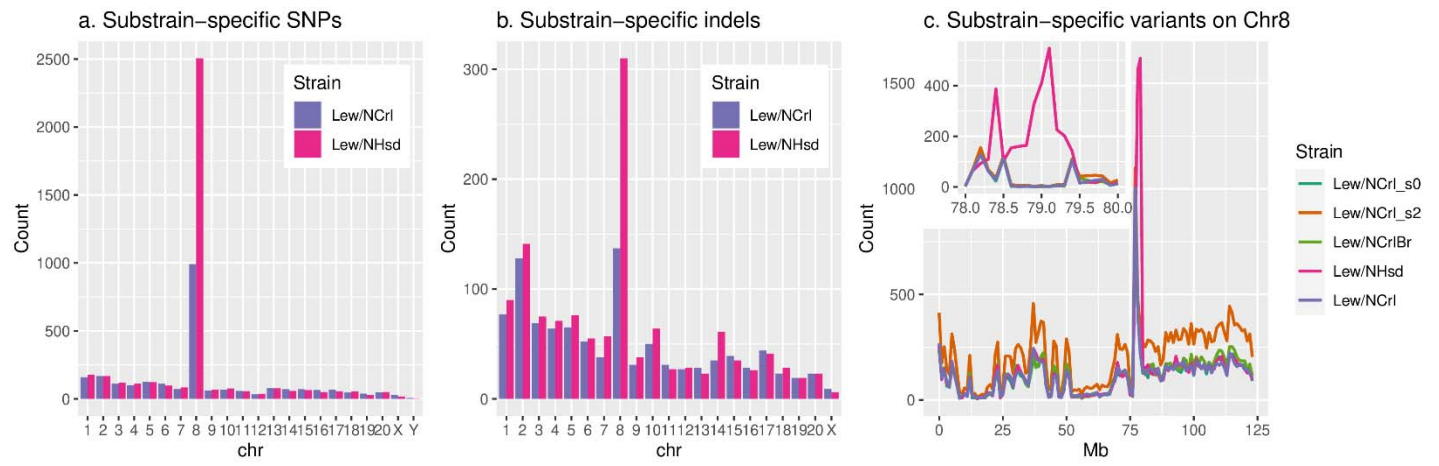 a. Substrain−specific SNPs
Count
2500
2000
1500
1000
500
0
Strain
Lew/NCrl
Lew/NHsd
1 2 3 4 5 6 7 8 9 10 11 12 13 14 15 16 17 18 19 20 X Y
chr
b. Substrain−specific indels
Count
300
200
100
0
Strain
Lew/NCrl
Lew/NHsd
1 2 3 4 5 6 7 8 9 10 11 12 13 14 15 16 17 18 19 20 X
chr
c. Substrain−specific variants on Chr8
Count
1500
1000
500
0
400
200
0
78.0 78.5 79.0 79.5 80.0
0 25 50 75 100 125
Mb
Strain
Lew/NCrl_s0
Lew/NCrl_s2
Lew/NCrlBr
Lew/NHsd
Lew/NCrl